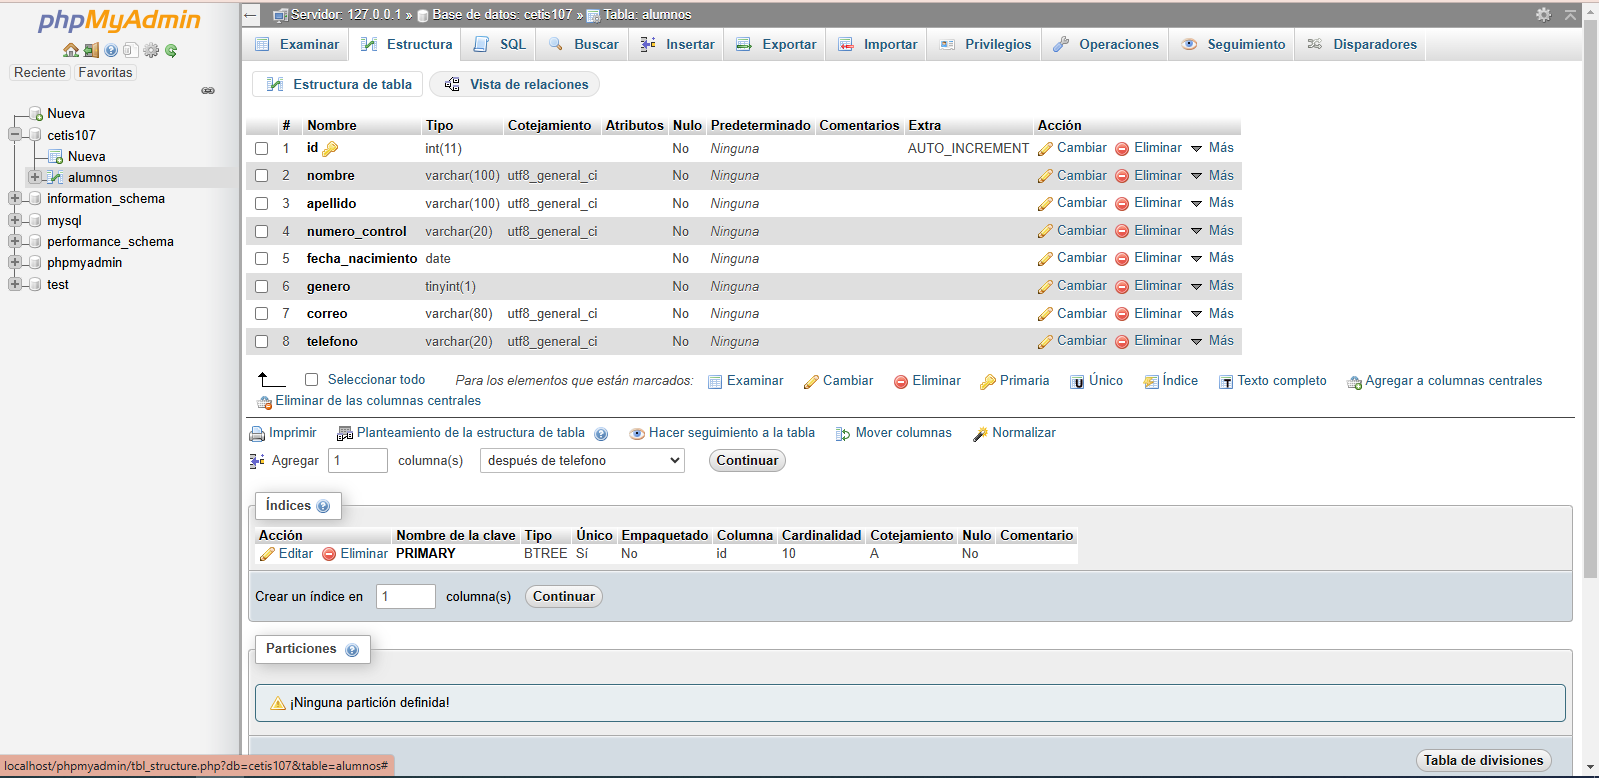 phpMyAdmin
Reciente Favoritas
Nueva
cetis107
Nueva
alumnos
information_schema
mysql
performance_schema
phpmyadmin
test
Servidor: 127.0.0.1 » Base de datos: cetis107 » Tabla: alumnos
Examinar Estructura SQL Buscar Insertar Exportar Importar Privilegios Operaciones Seguimiento Disparadores
Estructura de tabla Vista de relaciones
# Nombre Tipo Cotejamiento Atributos Nulo Predeterminado Comentarios Extra Acción
1 id int(11) No Ninguna AUTO_INCREMENT Cambiar Eliminar Más
2 nombre varchar(100) utf8_general_ci No Ninguna Cambiar Eliminar Más
3 apellido varchar(100) utf8_general_ci No Ninguna Cambiar Eliminar Más
4 numero_control varchar(20) utf8_general_ci No Ninguna Cambiar Eliminar Más
5 fecha_nacimiento date No Ninguna Cambiar Eliminar Más
6 genero tinyint(1) No Ninguna Cambiar Eliminar Más
7 correo varchar(80) utf8_general_ci No Ninguna Cambiar Eliminar Más
8 telefono varchar(20) utf8_general_ci No Ninguna Cambiar Eliminar Más
Seleccionar todo Para los elementos que están marcados: Examinar Cambiar Eliminar Primaria Único Índice Texto completo Agregar a columnas centrales
Eliminar de las columnas centrales
Imprimir Planteamiento de la estructura de tabla Hacer seguimiento a la tabla Mover columnas Normalizar
Agregar 1 columna(s) después de telefono Continuar
Índices
Acción Nombre de la clave Tipo Único Empaquetado Columna Cardinalidad Cotejamiento Nulo Comentario
Editar Eliminar PRIMARY BTREE Sí No id 10 A No
Crear un índice en 1 columna(s) Continuar
Particiones
¡Ninguna partición definida!
Tabla de divisiones
localhost/phpmyadmin/tbl_structure.php?db=cetis107&table=alumnos#